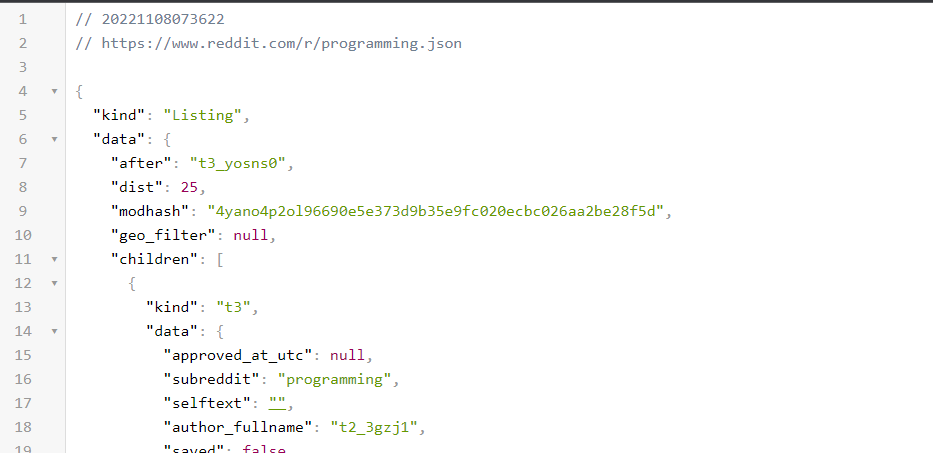 1 // 20221108073622
2 // https://www.reddit.com/r/programming.json
3
4 {
5 "kind": "Listing",
6 "data": {
7 "after": "t3_yosns0",
8 "dist": 25,
9 "modhash": "4yano4p2ol96690e5e373d9b35e9fc020ecbc026aa2be28f5d",
10 "geo_filter": null,
11 "children": [
12 {
13 "kind": "t3",
14 "data": {
15 "approved_at_utc": null,
16 "subreddit": "programming",
17 "selftext": "",
18 "author_fullname": "t2_3gzj1",
19 "saved": false